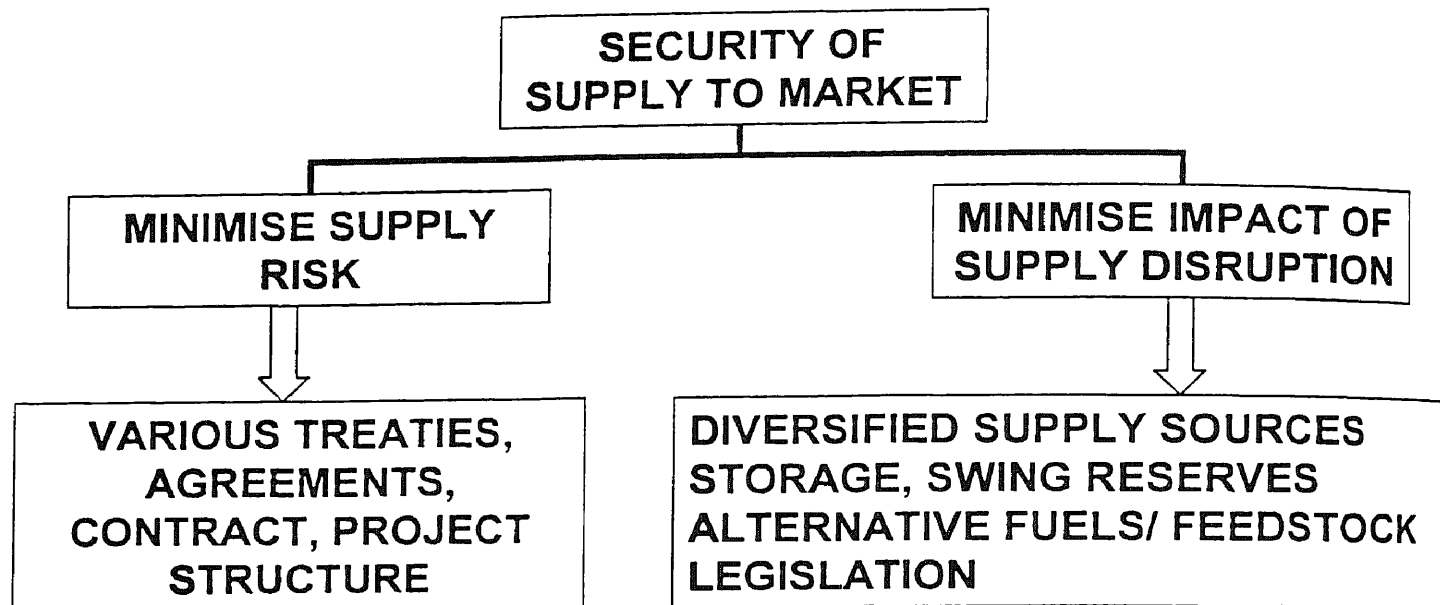 SECURITY OF
SUPPLY TO MARKET
MINIMISE SUPPLY
RISK
MINIMISE IMPACT OF
SUPPLY DISRUPTION
VARIOUS TREATIES,
AGREEMENTS,
CONTRACT, PROJECT
STRUCTURE
DIVERSIFIED SUPPLY SOURCES
STORAGE, SWING RESERVES
ALTERNATIVE FUELS/ FEEDSTOCK
LEGISLATION